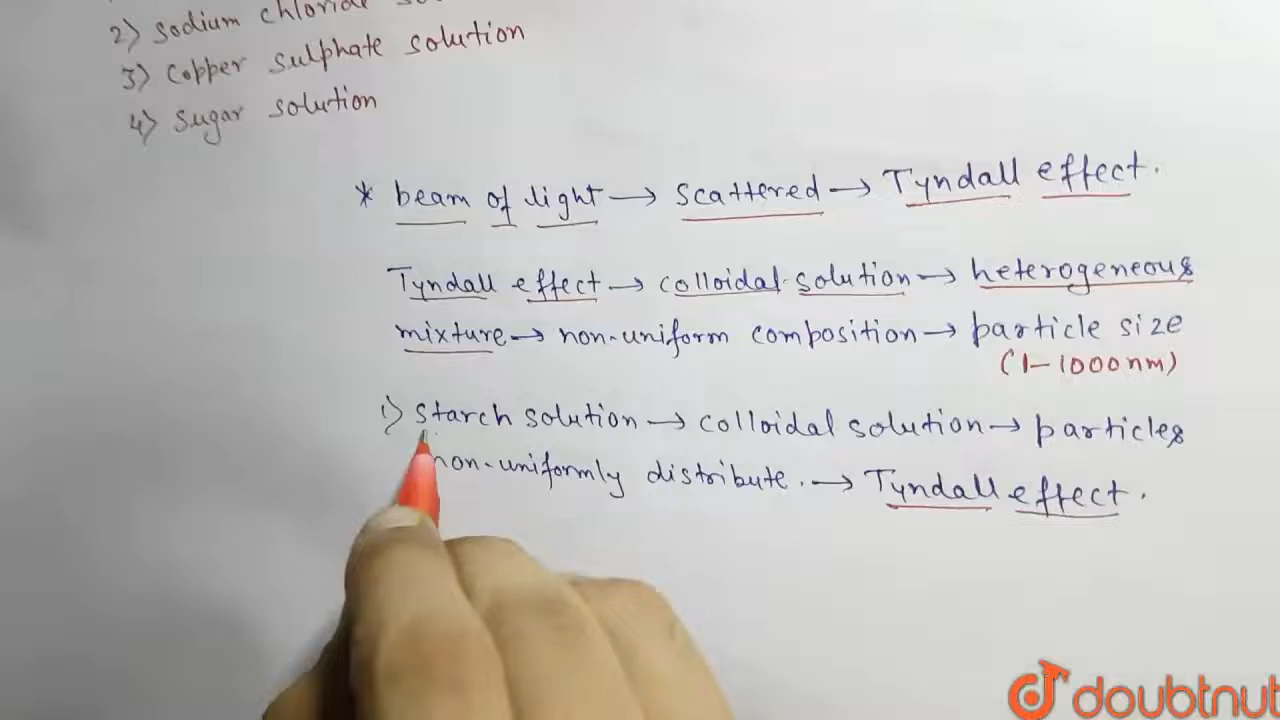 2) Sodium chloride
3) Copper sulphate solution
4) Sugar solution
* beam of light → scattered → Tyndall effect.
Tyndall effect → colloidal solution → heterogeneous
mixture → non-uniform composition → particle size
(1-1000nm)
1) Starch solution → colloidal solution → particles
non-uniformly distribute. → Tyndall effect.
doubtnut